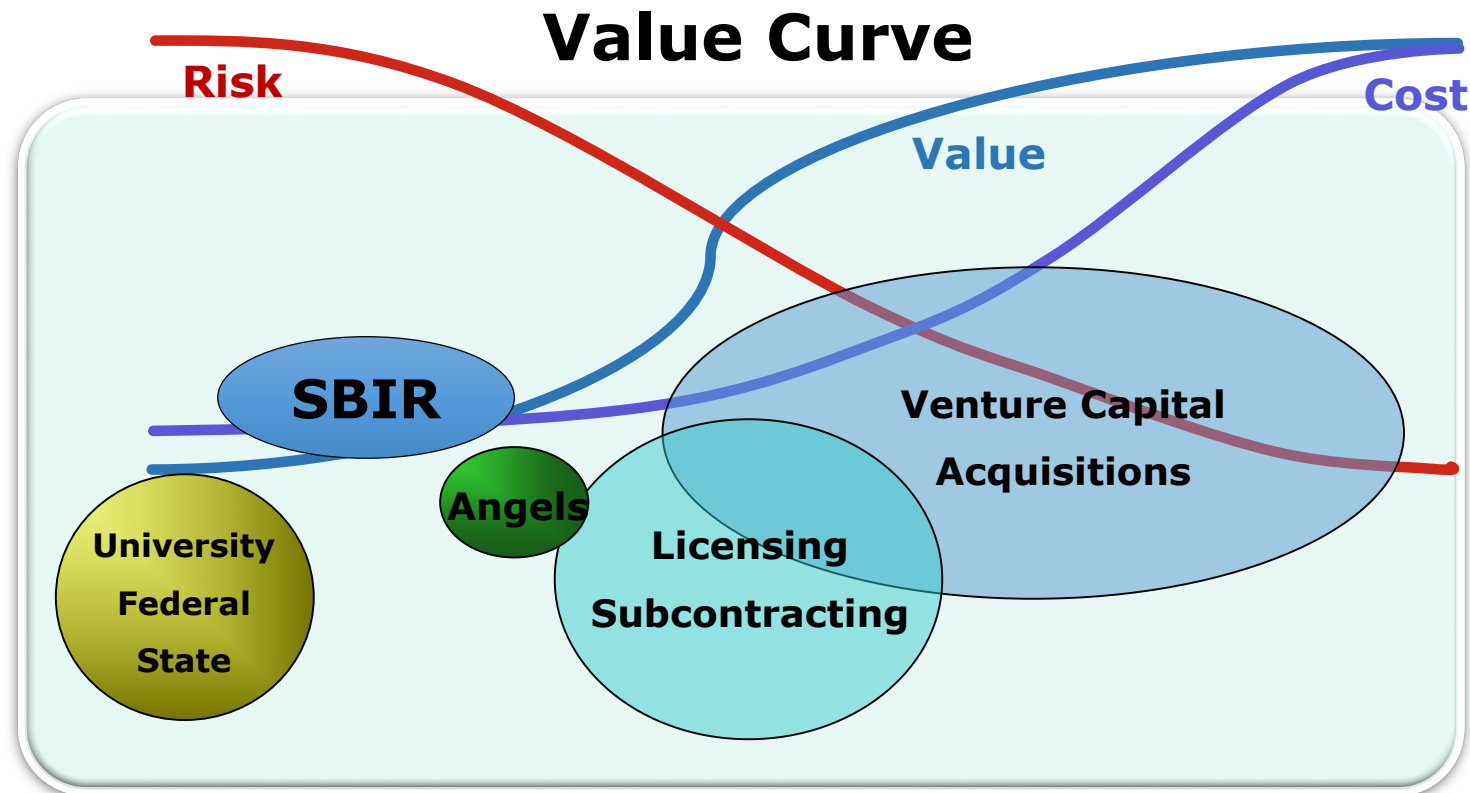 Value Curve
Risk
Cost
Value
SBIR
Venture Capital
Acquisitions
Angels
University
Federal
State
Licensing
Subcontracting